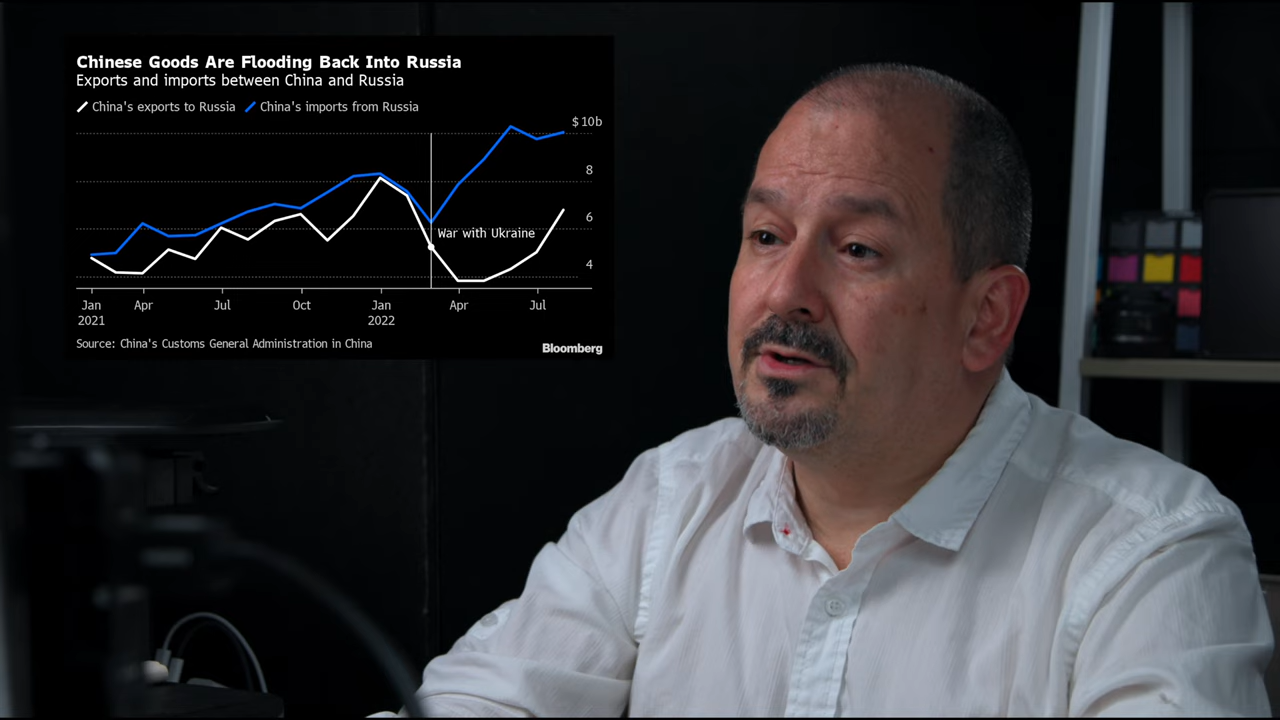 Chinese Goods Are Flooding Back Into Russia
Exports and imports between China and Russia
China's exports to Russia China's imports from Russia
$10b
8
6
War with Ukraine
4
Jan Apr Jul Oct Jan Apr Jul
2021 2022
Source: China's Customs General Administration in China
Bloomberg